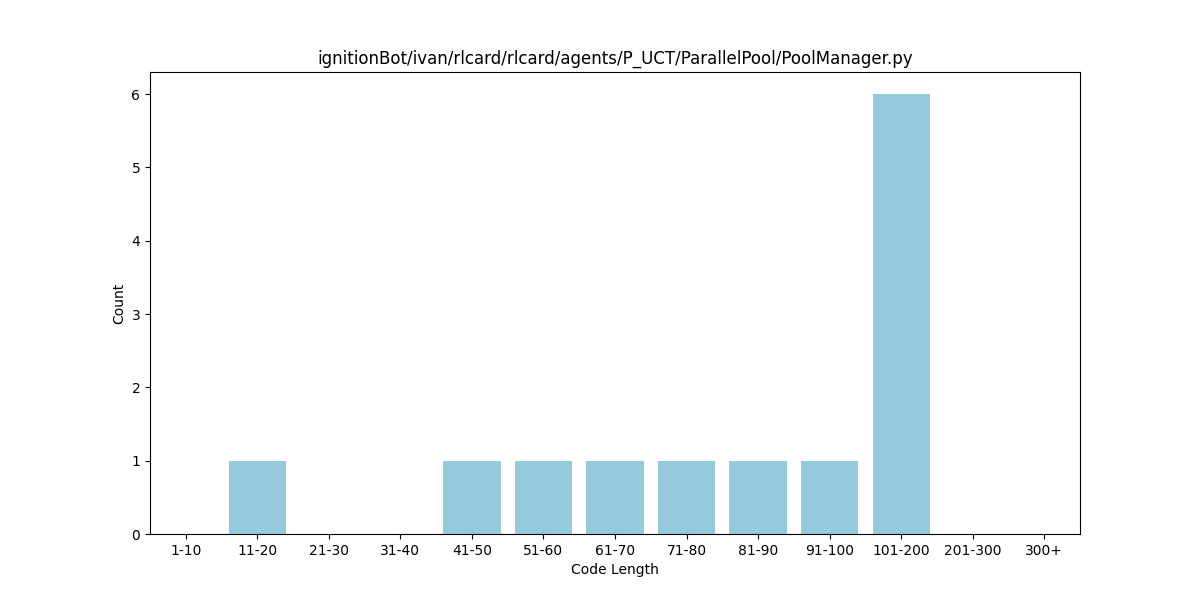 ignitionBot/ivan/rlcard/rlcard/agents/P_UCT/ParallelPool/PoolManager.py
6
5
4
3
2
1
0
Count
1-10 11-20 21-30 31-40 41-50 51-60 61-70 71-80 81-90 91-100 101-200 201-300 300+
Code Length